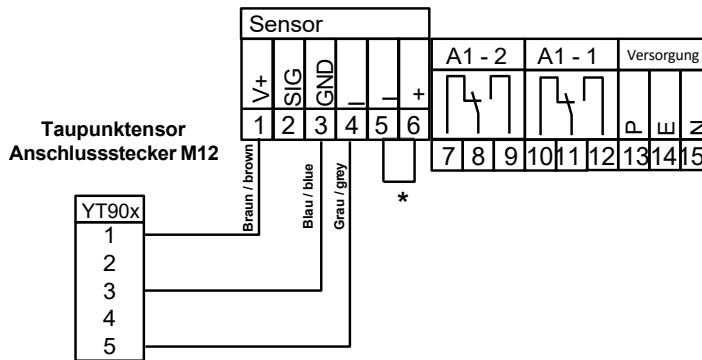 Sensor
V+ SIG GND I I +
1 2 3 4 5 6
A1 - 2 A1 - 1 Versorgung
P E N
7 8 9 10 11 12 13 14 15
*
Taupunktensor
Anschlussstecker M12
Braun / brown
Blau / blue
Grau / grey
YT90x
1
2
3
4
5